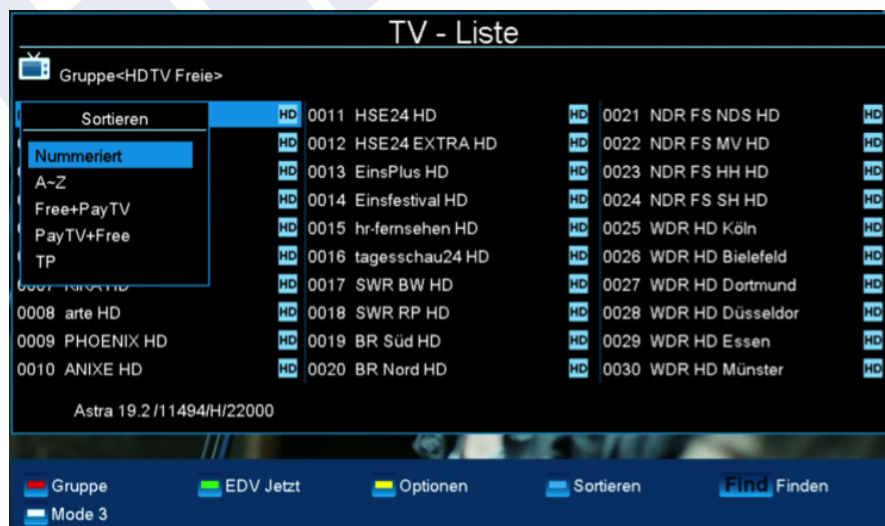 TV - Liste
Gruppe<HDTV Freie>
Sortieren
Nummeriert
A~Z
Free+PayTV
PayTV+Free
TP
HD
HD
HD
HD
HD
HD
HD
0008 arte HD HD
0009 PHOENIX HD HD
0010 ANIXE HD HD
0011 HSE24 HD HD
0012 HSE24 EXTRA HD HD
0013 EinsPlus HD HD
0014 Einsfestival HD HD
0015 hr-fernsehen HD HD
0016 tagesschau24 HD HD
0017 SWR BW HD HD
0018 SWR RP HD HD
0019 BR Süd HD HD
0020 BR Nord HD HD
0021 NDR FS NDS HD HD
0022 NDR FS MV HD HD
0023 NDR FS HH HD HD
0024 NDR FS SH HD HD
0025 WDR HD Köln HD
0026 WDR HD Bielefeld HD
0027 WDR HD Dortmund HD
0028 WDR HD Düsseldor HD
0029 WDR HD Essen HD
0030 WDR HD Münster HD
Astra 19.2 /11494/H/22000
Gruppe
EDV Jetzt
Optionen
Sortieren
Find Finden
Mode 3